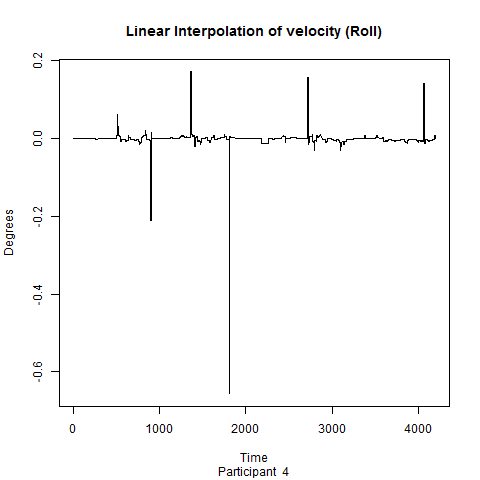 Linear Interpolation of velocity (Roll)
0.2
0.0
-0.2
-0.4
-0.6
Degrees
0 1000 2000 3000 4000
Time
Participant 4